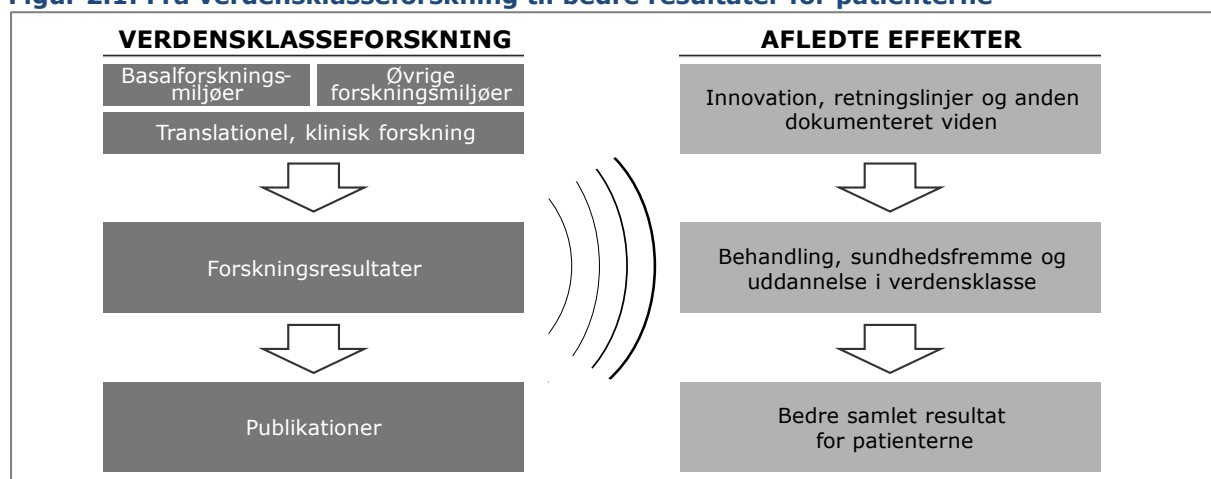 Figur 2.1. Fra verdensklasseforskning til bedre resultater for patienterne
VERDENSKLASSEFORSKNING
Basalforsknings-
miljøer
Øvrige
forskningsmiljøer
Translationel, klinisk forskning
Forskningsresultater
Publikationer
AFLEDTE EFFEKTER
Innovation, retningslinjer og anden
dokumenteret viden
Behandling, sundhedsfremme og
uddannelse i verdensklasse
Bedre samlet resultat
for patienterne